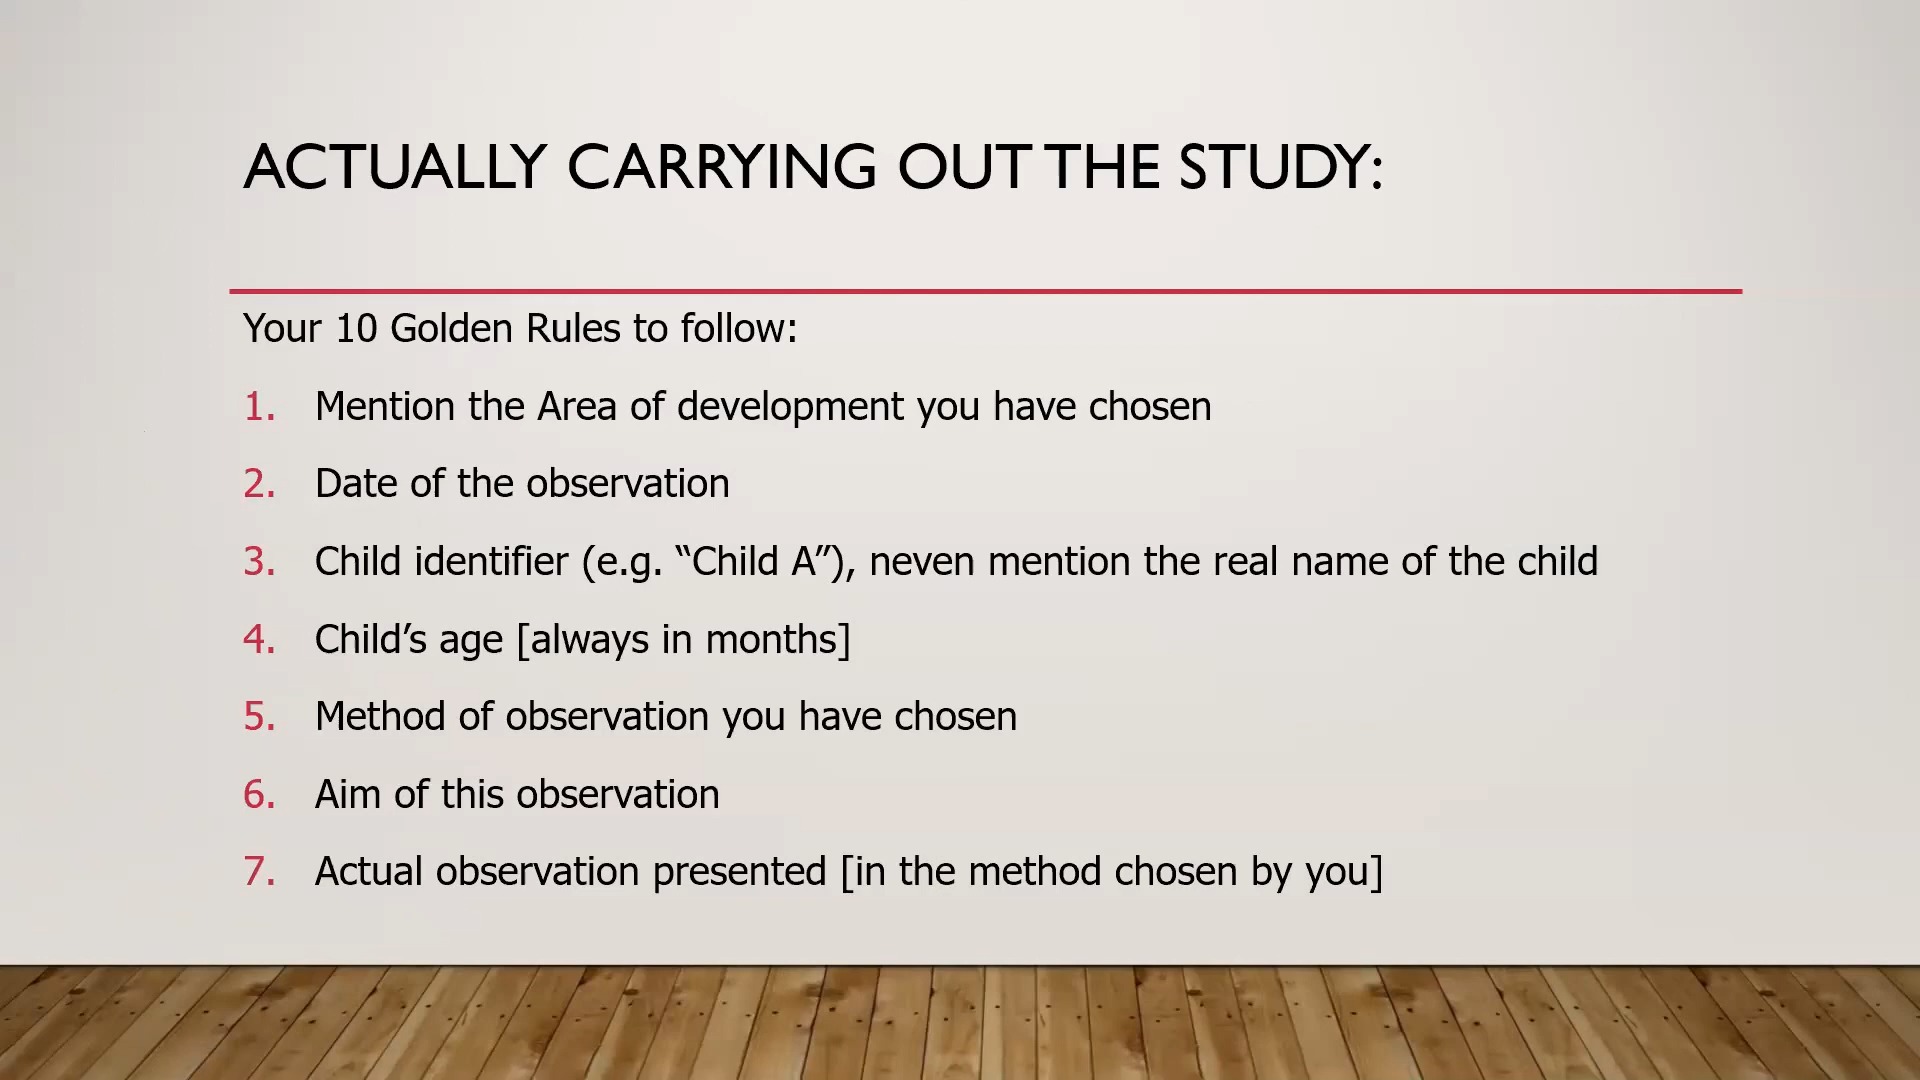 ACTUALLY CARRYING OUT THE STUDY:
Your 10 Golden Rules to follow:
1. Mention the Area of development you have chosen
2. Date of the observation
3. Child identifier (e.g. “Child A”), neven mention the real name of the child
4. Child’s age [always in months]
5. Method of observation you have chosen
6. Aim of this observation
7. Actual observation presented [in the method chosen by you]